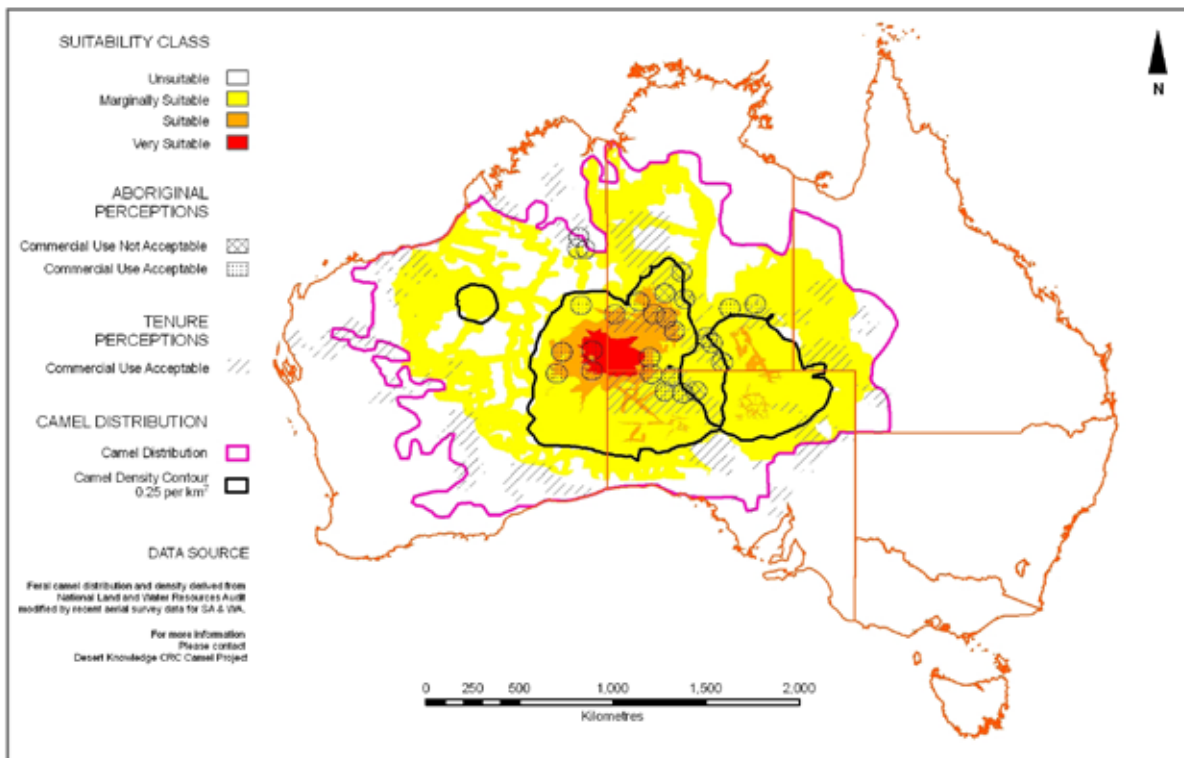 SUITABILITY CLASS
Unsuitable
Marginally Suitable
Suitable
Very Suitable
ABORIGINAL
PERCEPTIONS
Commercial Use Not Acceptable
Commercial Use Acceptable
TENURE
PERCEPTIONS
Commercial Use Acceptable
CAMEL DISTRIBUTION
Camel Distribution
Camel Density Contour
0.25 per km²
DATA SOURCE
Feral camel distribution and density derived from
National Land and Water Resources Audit
modified by recent aerial survey data for SA & WA.
For more information
Please contact
Desert Knowledge CRC Camel Project
N
0 250 500 1,000 1,500 2,000
Kilometres